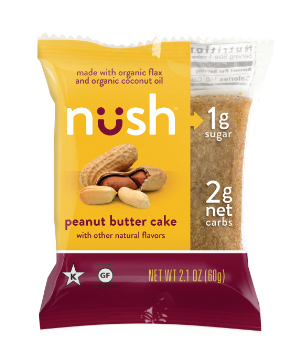 made with organic flax
and organic coconut oil
nüsh
1g
sugar
2g
net
carbs
peanut butter cake
with other natural flavors
K
GF
NET WT 2.1 OZ (60g)